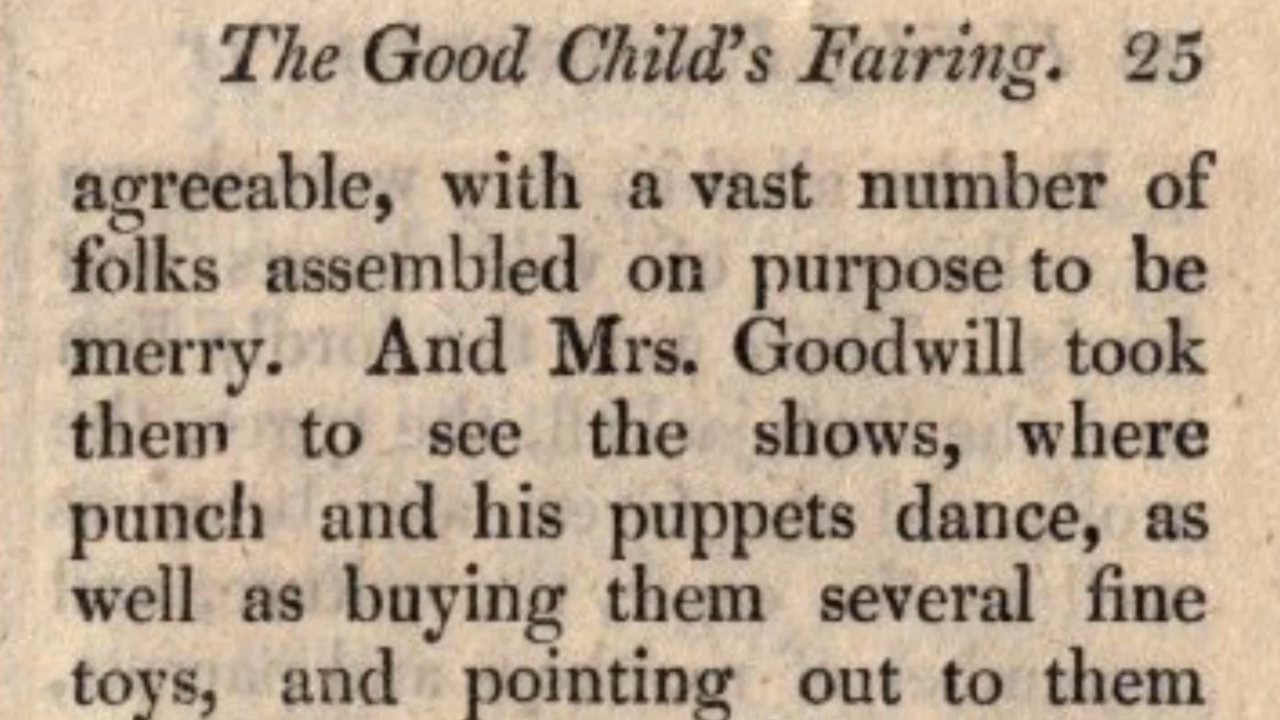 The Good Child's Fairing. 25
agreeable, with a vast number of
folks assembled on purpose to be
merry. And Mrs. Goodwill took
them to see the shows, where
punch and his puppets dance, as
well as buying them several fine
toys, and pointing out to them